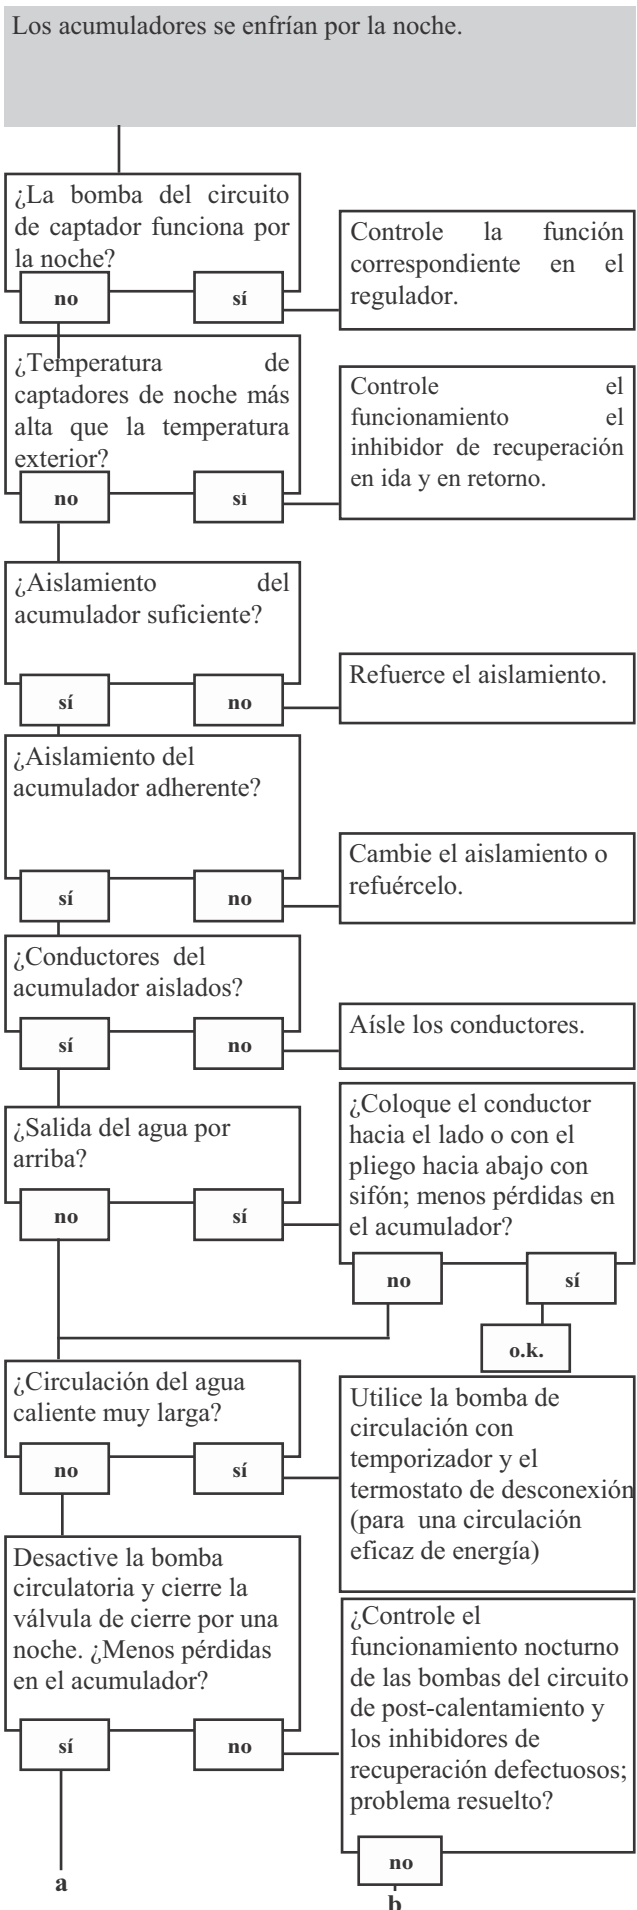 Los acumuladores se enfrían por la noche.
¿La bomba del circuito
de captador funciona por
la noche?
no
sí
Controle la función
correspondiente en el
regulador.
¿Temperatura de
captadores de noche más
alta que la temperatura
exterior?
no
sí
Controle el
funcionamiento el
inhibidor de recuperación
en ida y en retorno.
¿Aislamiento del
acumulador suficiente?
sí
no
Refuerce el aislamiento.
¿Aislamiento del
acumulador adherente?
sí
no
Cambie el aislamiento o
refuércelo.
¿Conductores del
acumulador aislados?
sí
no
Aísle los conductores.
¿Salida del agua por
arriba?
no
sí
¿Coloque el conductor
hacia el lado o con el
pliego hacia abajo con
sifón; menos pérdidas en
el acumulador?
no
sí
o.k.
¿Circulación del agua
caliente muy larga?
no
sí
Utilice la bomba de
circulación con
temporizador y el
termostato de desconexión
(para una circulación
eficaz de energía)
Desactive la bomba
circulatoria y cierre la
válvula de cierre por una
noche. ¿Menos pérdidas
en el acumulador?
sí
no
¿Controle el
funcionamiento nocturno
de las bombas del circuito
de post-calentamiento y
los inhibidores de
recuperación defectuosos;
problema resuelto?
no
a
b